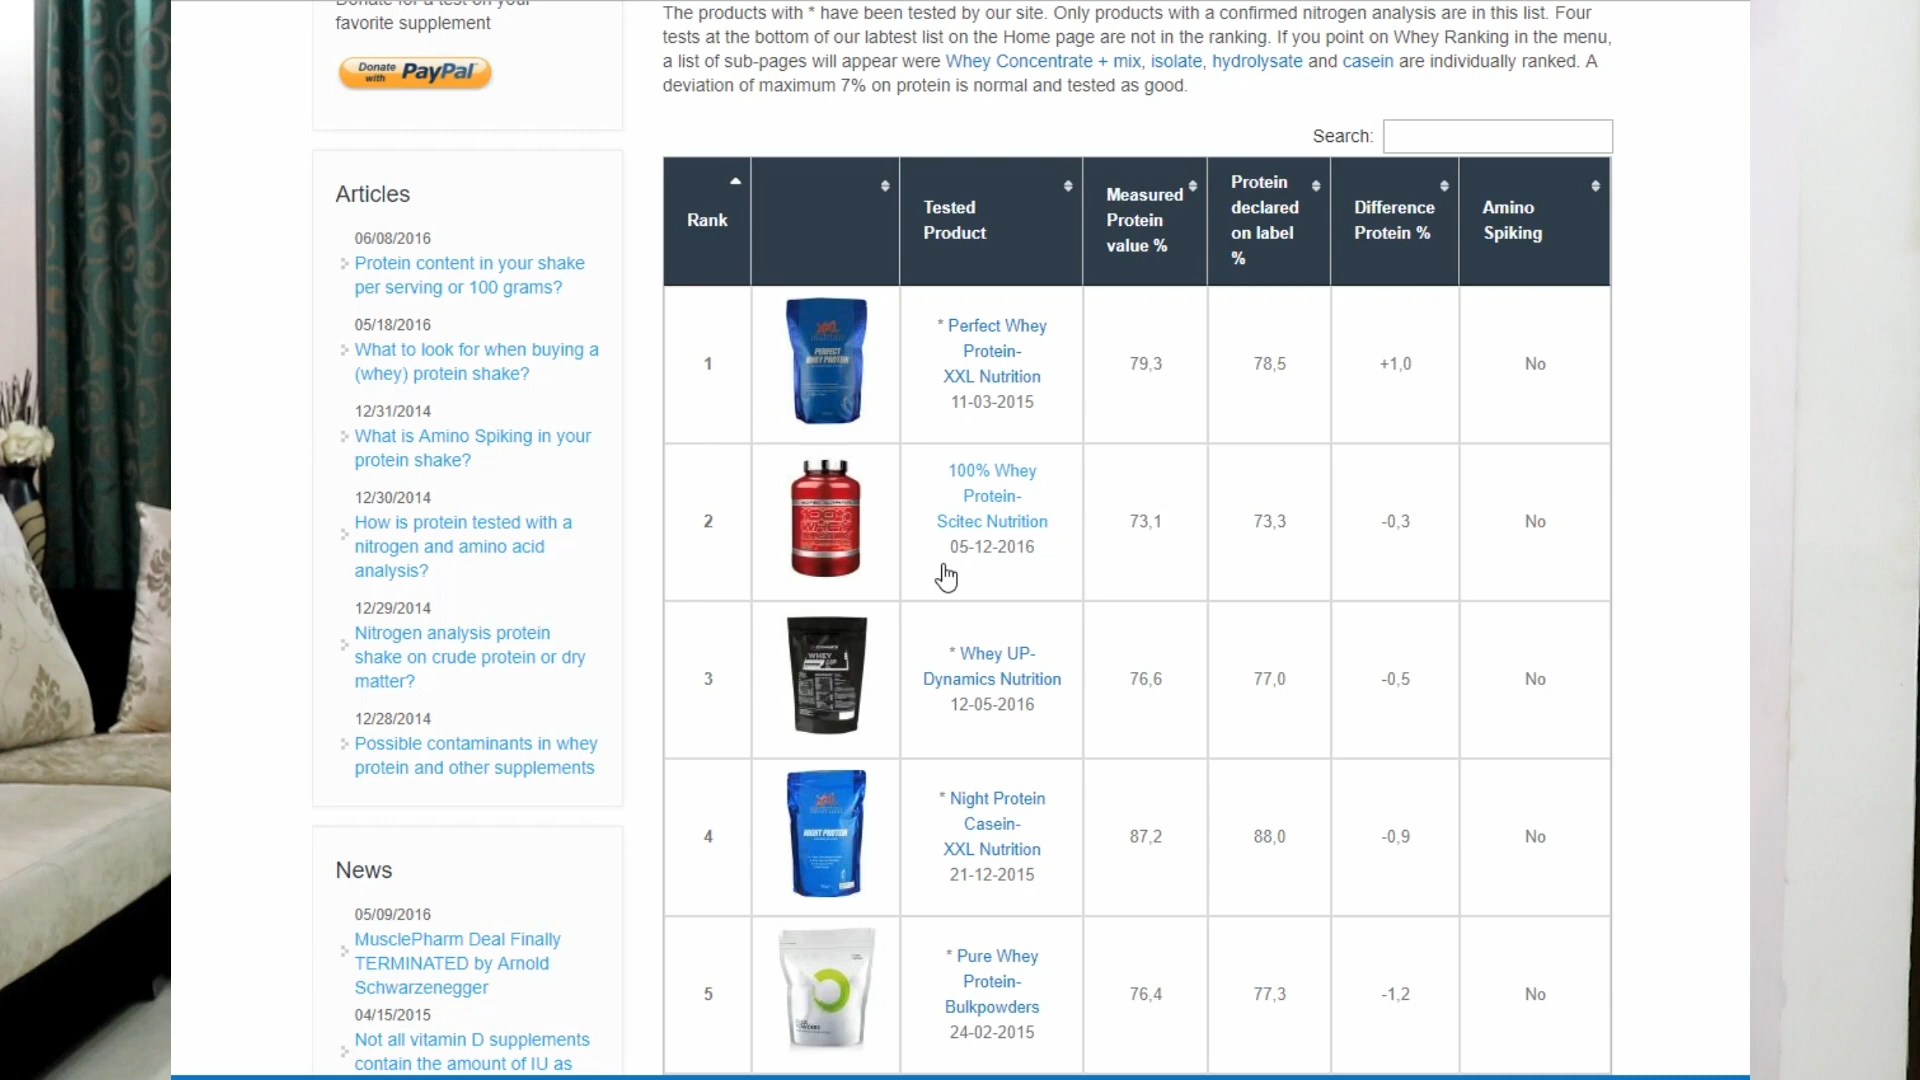 Donate for a test on your
favorite supplement
Donate
with PayPal
Articles
06/08/2016
Protein content in your shake
per serving or 100 grams?
05/18/2016
What to look for when buying a
(whey) protein shake?
12/31/2014
What is Amino Spiking in your
protein shake?
12/30/2014
How is protein tested with a
nitrogen and amino acid
analysis?
12/29/2014
Nitrogen analysis protein
shake on crude protein or dry
matter?
12/28/2014
Possible contaminants in whey
protein and other supplements
News
05/09/2016
MusclePharm Deal Finally
TERMINATED by Arnold
Schwarzenegger
04/15/2015
Not all vitamin D supplements
contain the amount of IU as
The products with * have been tested by our site. Only products with a confirmed nitrogen analysis are in this list. Four
tests at the bottom of our labtest list on the Home page are not in the ranking. If you point on Whey Ranking in the menu,
a list of sub-pages will appear were Whey Concentrate + mix, isolate, hydrolysate and casein are individually ranked. A
deviation of maximum 7% on protein is normal and tested as good.
Search:
Rank
Tested
Product
Measured
Protein
value %
Protein
declared
on label
%
Difference
Protein %
Amino
Spiking
1
PERFECT
WHEY PROTEIN
* Perfect Whey
Protein-
XXL Nutrition
11-03-2015
79,3
78,5
+1,0
No
2
100%
WHEY
100% Whey
Protein-
Scitec Nutrition
05-12-2016
73,1
73,3
-0,3
No
3
WHEY
UP
* Whey UP-
Dynamics Nutrition
12-05-2016
76,6
77,0
-0,5
No
4
NIGHT PROTEIN
* Night Protein
Casein-
XXL Nutrition
21-12-2015
87,2
88,0
-0,9
No
5
* Pure Whey
Protein-
Bulkpowders
24-02-2015
76,4
77,3
-1,2
No